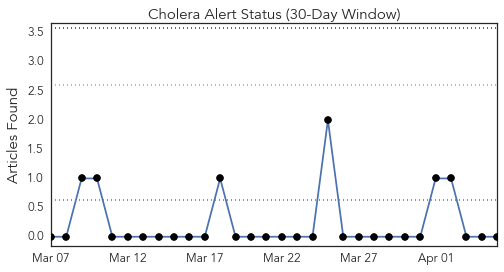 Cholera Alert Status (30-Day Window)
3.5
3.0
2.5
2.0
1.5
1.0
0.5
0.0
Articles Found
Mar 07 Mar 12 Mar 17 Mar 22 Mar 27 Apr 01